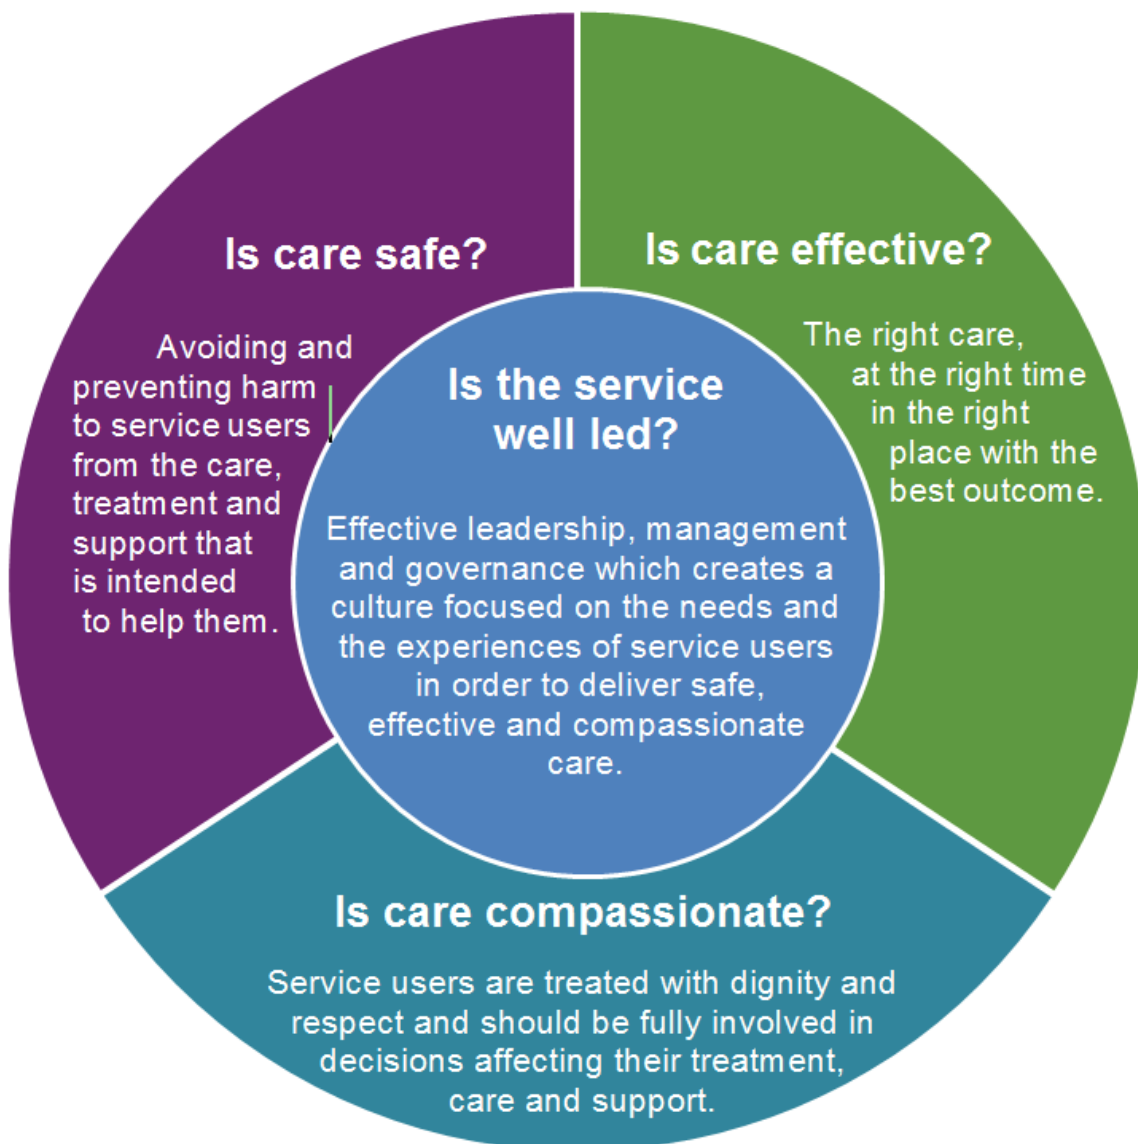 Is care safe?
Avoiding and
preventing harm
to service users
from the care,
treatment and
support that
is intended
to help them.
Is care effective?
The right care,
at the right time
in the right
place with the
best outcome.
Is the service
well led?
Effective leadership, management
and governance which creates a
culture focused on the needs and
the experiences of service users
in order to deliver safe,
effective and compassionate
care.
Is care compassionate?
Service users are treated with dignity and
respect and should be fully involved in
decisions affecting their treatment,
care and support.